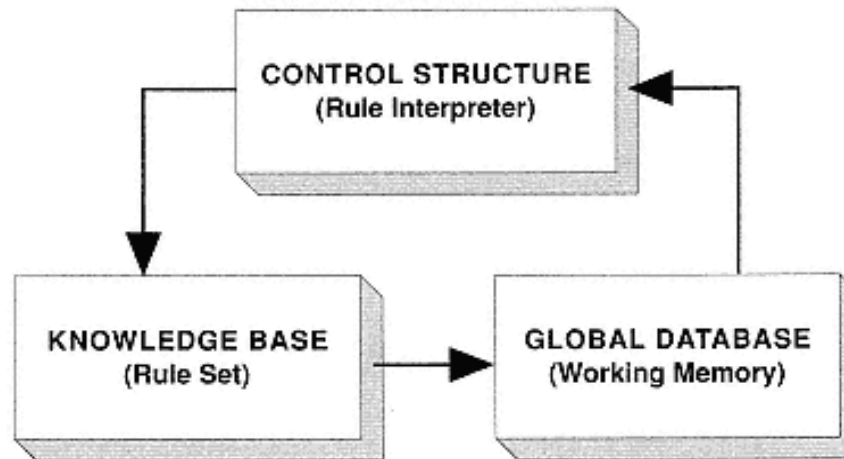 CONTROL STRUCTURE
(Rule Interpreter)
KNOWLEDGE BASE
(Rule Set)
GLOBAL DATABASE
(Working Memory)